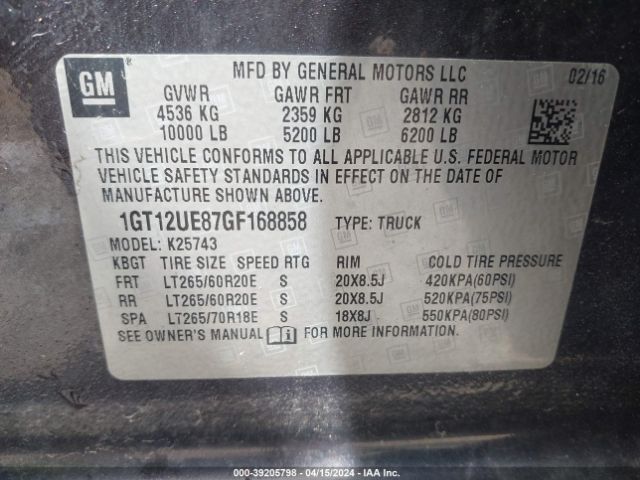 GM
MFD BY GENERAL MOTORS LLC 02/16
GVWR GAWR FRT GAWR RR
4536 KG 2359 KG 2812 KG
10000 LB 5200 LB 6200 LB
THIS VEHICLE CONFORMS TO ALL APPLICABLE U.S. FEDERAL MOTOR
VEHICLE SAFETY STANDARDS IN EFFECT ON THE DATE OF
MANUFACTURE SHOWN ABOVE.
1GT12UE87GF168858 TYPE: TRUCK
MODEL: K25743
KBGT TIRE SIZE SPEED RTG RIM COLD TIRE PRESSURE
FRT LT265/60R20E S 20X8.5J 420KPA(60PSI)
RR LT265/60R20E S 20X8.5J 520KPA(75PSI)
SPA LT265/70R18E S 18X8J 550KPA(80PSI)
SEE OWNER'S MANUAL FOR MORE INFORMATION.
000-39205798 - 04/15/2024 - IAA Inc.